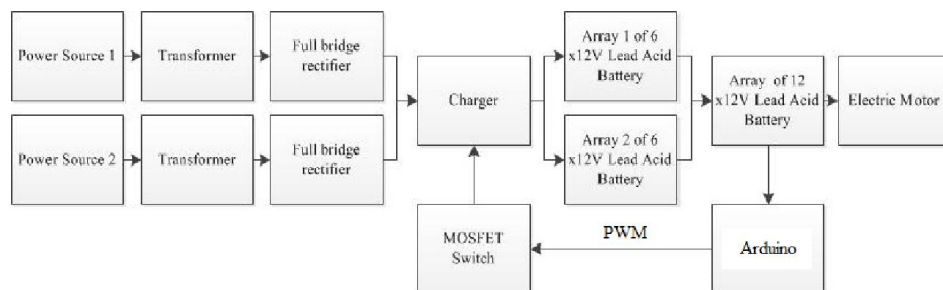 Power Source 1
Transformer
Full bridge
rectifier
Charger
Array 1 of 6
x12V Lead Acid
Battery
Array of 12
x12V Lead Acid
Battery
Electric Motor
Power Source 2
Transformer
Full bridge
rectifier
Array 2 of 6
x12V Lead Acid
Battery
MOSFET
Switch
PWM
Arduino